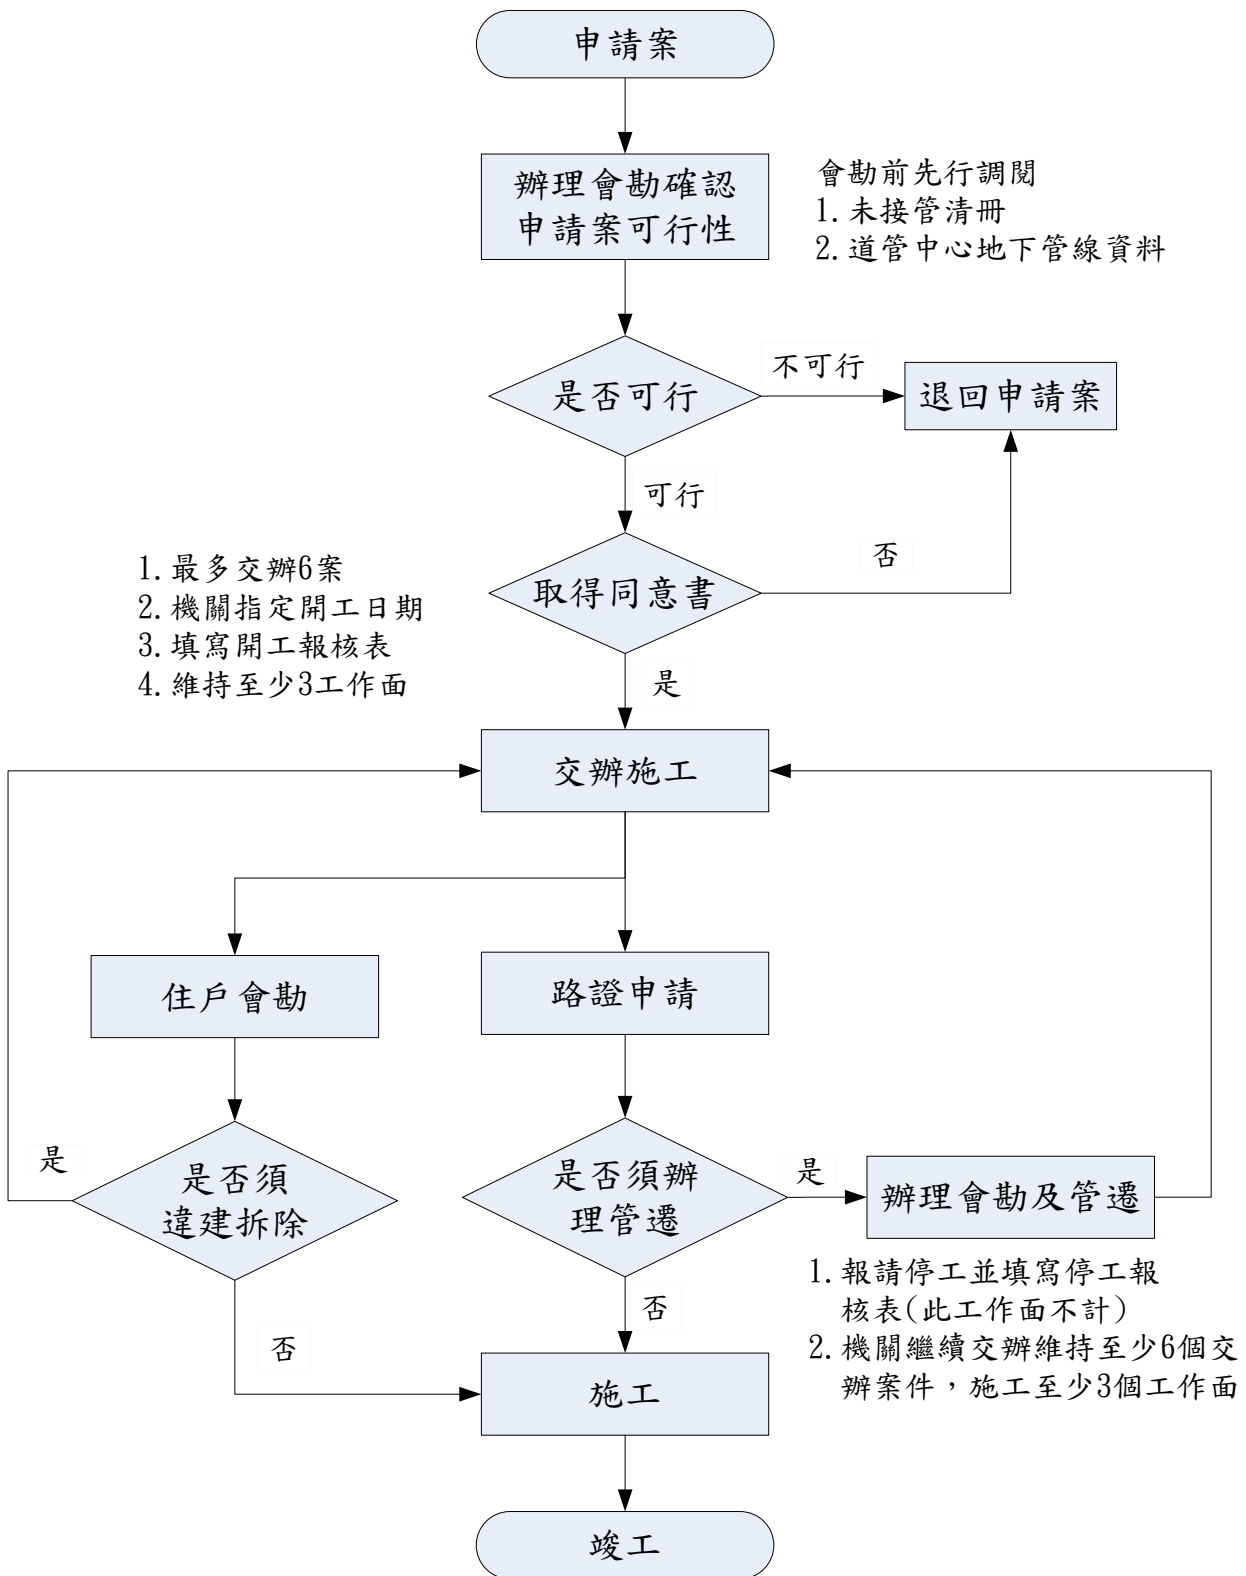 申請案
辦理會勘確認
申請案可行性
會勘前先行調閱
1.未接管清冊
2.道管中心地下管線資料
是否可行
不可行
退回申請案
可行
取得同意書
否
1.最多交辦6案
2.機關指定開工日期
3.填寫開工報核表
4.維持至少3工作面
是
交辦施工
住戶會勘
路證申請
是否須
違建拆除
是
是否須辦
理管遷
是
辦理會勘及管遷
1.報請停工並填寫停工報
核表(此工作面不計)
2.機關繼續交辦維持至少6個交
辦案件，施工至少3個工作面
否
否
施工
竣工